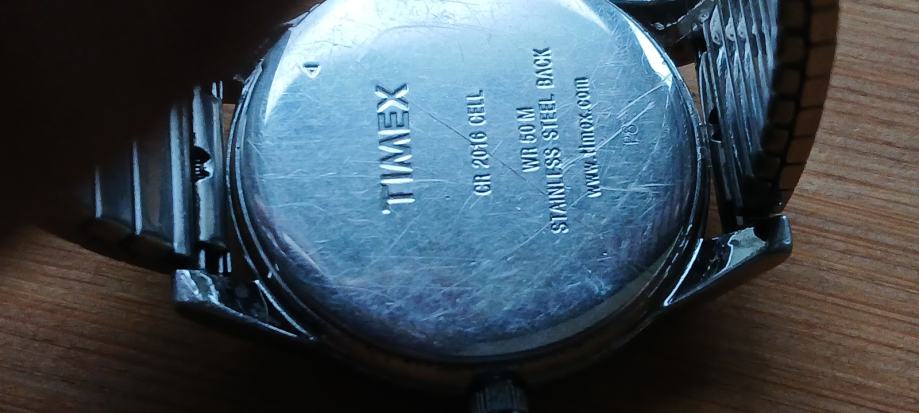 TIMEX
CR 2016 CELL
WR 50 M
STAINLESS STEEL BACK
www.timex.com